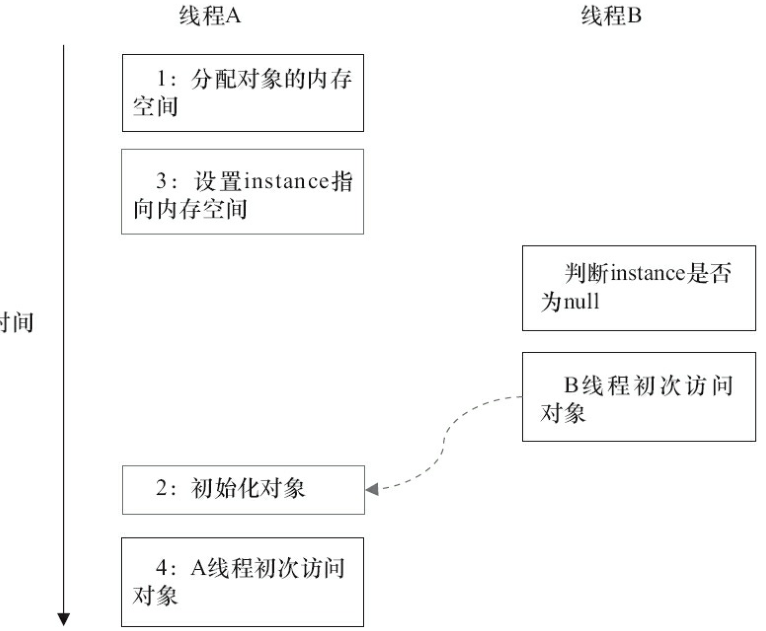 线程A
线程B
1：分配对象的内存
空间
3：设置instance指
向内存空间
判断instance是否
为null
时间
B线程初次访问
对象
2：初始化对象
4：A线程初次访问
对象